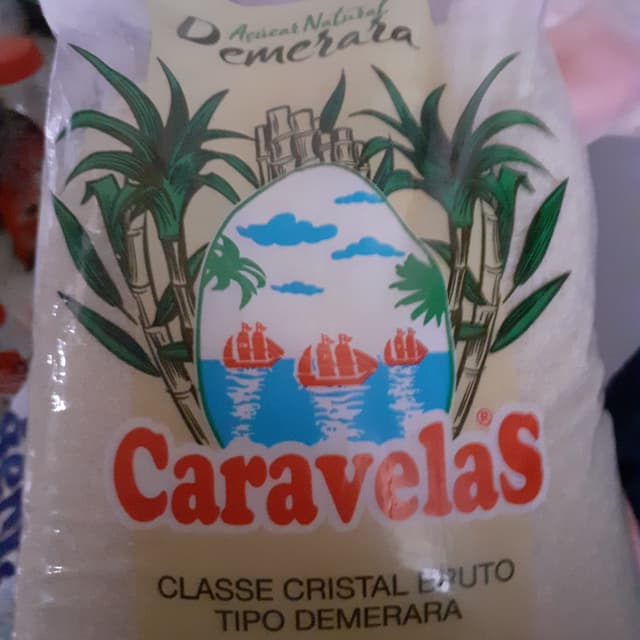 Açúcar Natural
Demerara
Caravelas®
CLASSE CRISTAL BRUTO
TIPO DEMERARA